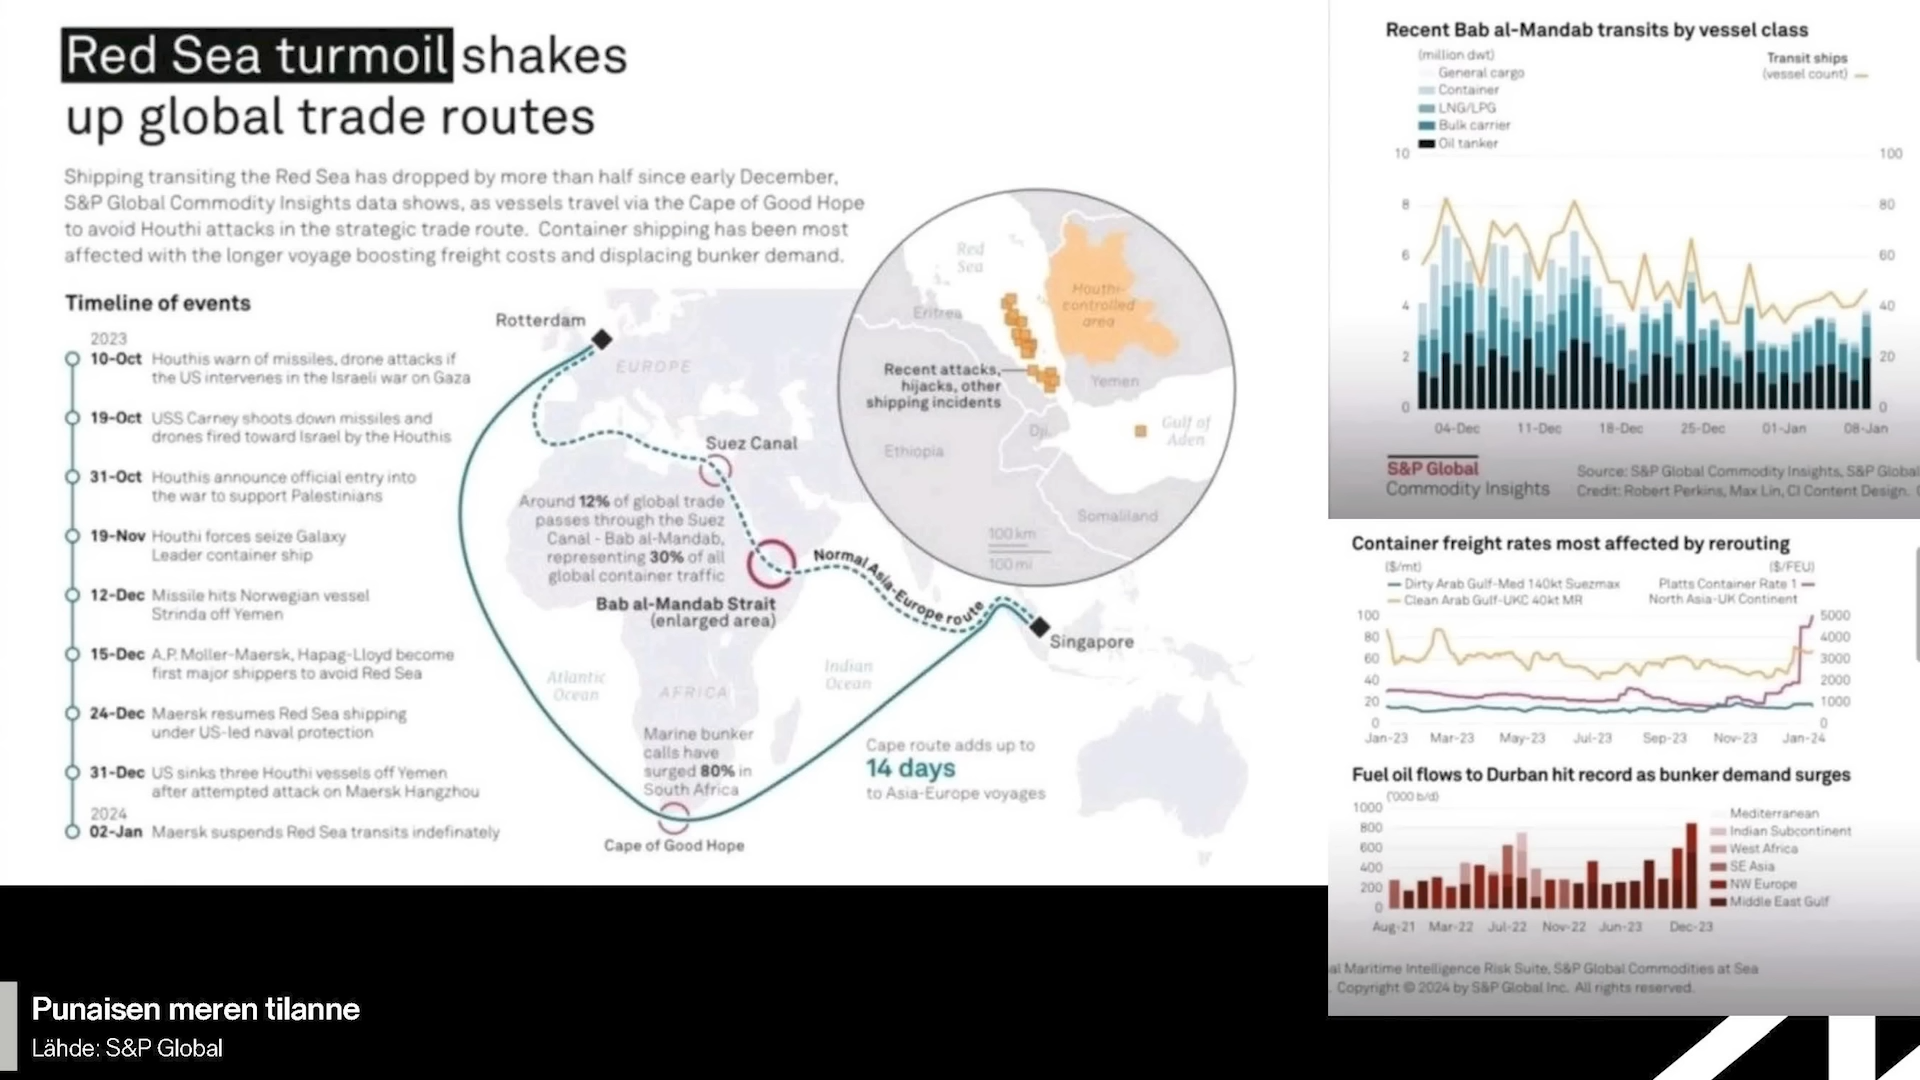 Red Sea turmoil shakes
up global trade routes
Shipping transiting the Red Sea has dropped by more than half since early December,
S&P Global Commodity Insights data shows, as vessels travel via the Cape of Good Hope
to avoid Houthi attacks in the strategic trade route. Container shipping has been most
affected with the longer voyage boosting freight costs and displacing bunker demand.
Timeline of events
2023
10-Oct Houthis warn of missiles, drone attacks if
the US intervenes in the Israeli war on Gaza
19-Oct USS Carney shoots down missiles and
drones fired toward Israel by the Houthis
31-Oct Houthis announce official entry into
the war to support Palestinians
19-Nov Houthi forces seize Galaxy
Leader container ship
12-Dec Missile hits Norwegian vessel
Strinda off Yemen
15-Dec A.P. Moller-Maersk, Hapag-Lloyd become
first major shippers to avoid Red Sea
24-Dec Maersk resumes Red Sea shipping
under US-led naval protection
31-Dec US sinks three Houthi vessels off Yemen
after attempted attack on Maersk Hangzhou
2024
02-Jan Maersk suspends Red Sea transits indefinately
Rotterdam
EUROPE
Suez Canal
Around 12% of global trade
passes through the Suez
Canal - Bab al-Mandab,
representing 30% of all
global container traffic
Bab al-Mandab Strait
(enlarged area)
Normal Asia-Europe route
Singapore
Atlantic
Ocean
AFRICA
Indian
Ocean
Marine bunker
calls have
surged 80% in
South Africa
Cape of Good Hope
Cape route adds up to
14 days
to Asia-Europe voyages
Red
Sea
Houthi-
controlled
area
Eritrea
Recent attacks,
hijacks, other
shipping incidents
Yemen
Dji.
Gulf of
Aden
Ethiopia
Somaliland
100 km
100 mi
Recent Bab al-Mandab transits by vessel class
(million dwt)
General cargo
Container
LNG/LPG
Bulk carrier
Oil tanker
Transit ships
(vessel count)
10 100
8 80
6 60
4 40
2 20
0 0
04-Dec 11-Dec 18-Dec 25-Dec 01-Jan 08-Jan
S&P Global
Commodity Insights
Source: S&P Global Commodity Insights, S&P Global
Credit: Robert Perkins, Max Lin, CI Content Design.
Container freight rates most affected by rerouting
($/mt) ($/FEU)
Dirty Arab Gulf-Med 140kt Suezmax
Clean Arab Gulf-UKC 40kt MR
Platts Container Rate 1
North Asia-UK Continent
100 5000
80 4000
60 3000
40 2000
20 1000
0 0
Jan-23 Mar-23 May-23 Jul-23 Sep-23 Nov-23 Jan-24
Fuel oil flows to Durban hit record as bunker demand surges
('000 b/d)
1000
800
600
400
200
0
Mediterranean
Indian Subcontinent
West Africa
SE Asia
NW Europe
Middle East Gulf
Aug-21 Mar-22 Jul-22 Nov-22 Jun-23 Dec-23
al Maritime Intelligence Risk Suite, S&P Global Commodities at Sea
. Copyright © 2024 by S&P Global Inc. All rights reserved.
Punaisen meren tilanne
Lähde: S&P Global